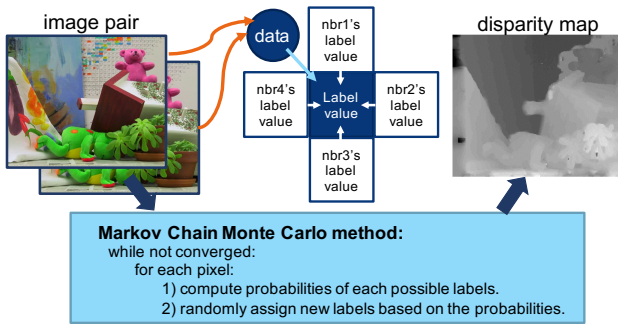 image pair
data
nbr1's
label
value
disparity map
nbr4's
label
value
Label
value
nbr2's
label
value
nbr3's
label
value
Markov Chain Monte Carlo method:
while not converged:
for each pixel:
1) compute probabilities of each possible labels.
2) randomly assign new labels based on the probabilities.